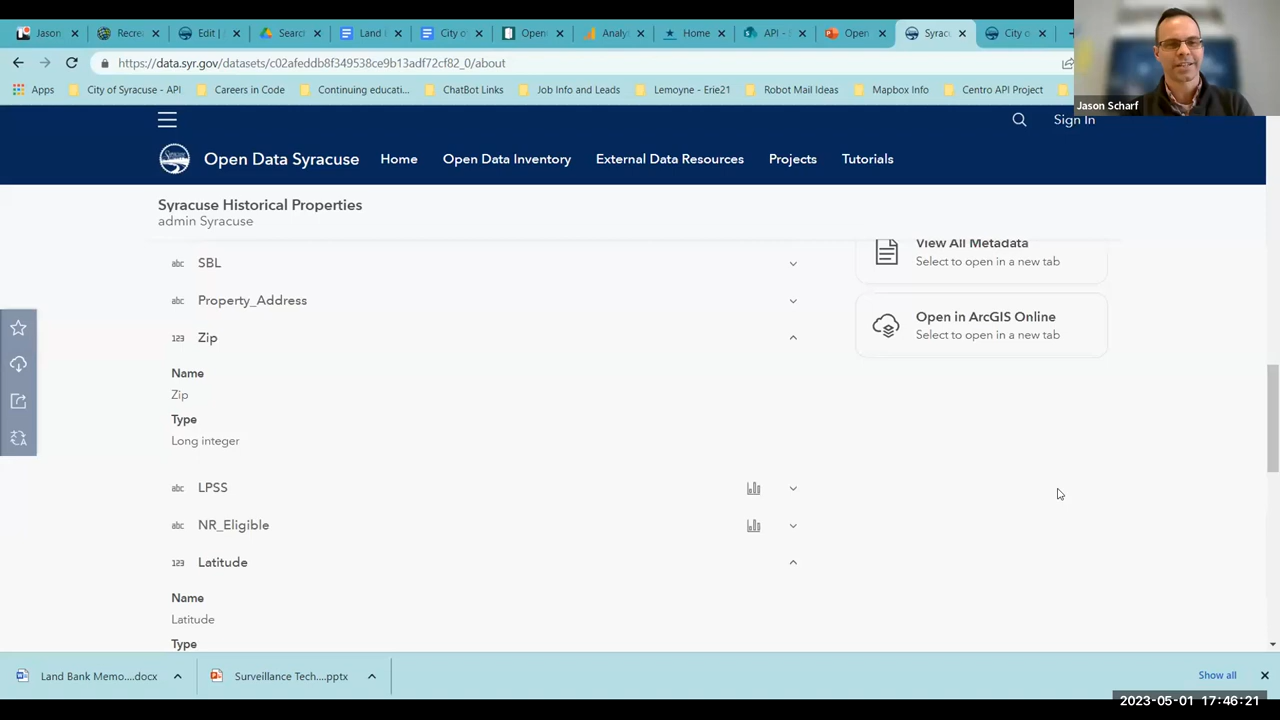 Jason
Recrea
Edit |
Search
Land
City o
Open
Analyt
Home
API - S
Open
Syrac
City o
https://data.syr.gov/datasets/c02afeddb8f349538ce9b13adf72cf82_0/about
Apps
City of Syracuse - API
Careers in Code
Continuing educati...
ChatBot Links
Job Info and Leads
Lemoyne - Erie21
Robot Mail Ideas
Mapbox Info
Centro API Project
Jason Scharf
Sign In
Open Data Syracuse
Home
Open Data Inventory
External Data Resources
Projects
Tutorials
Syracuse Historical Properties
admin Syracuse
View All Metadata
Select to open in a new tab
Open in ArcGIS Online
Select to open in a new tab
abc SBL
abc Property_Address
123 Zip
Name
Zip
Type
Long integer
abc LPSS
abc NR_Eligible
123 Latitude
Name
Latitude
Type
Land Bank Memo....docx
Surveillance Tech....pptx
Show all
2023-05-01 17:46:21